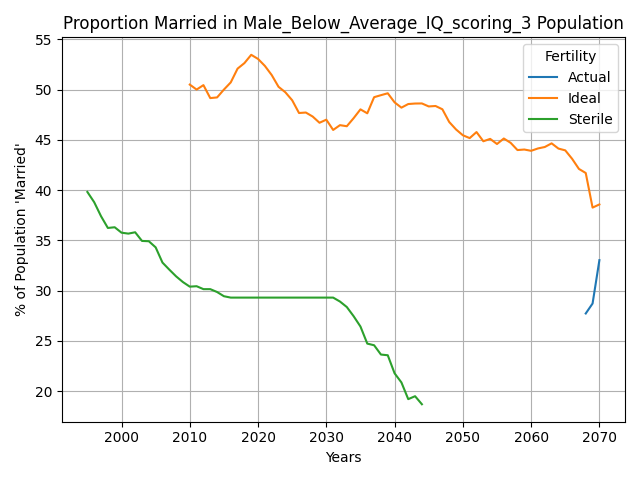 Proportion Married in Male_Below_Average_IQ_scoring_3 Population
% of Population 'Married'
55
50
45
40
35
30
25
20
Fertility
Actual
Ideal
Sterile
2000 2010 2020 2030 2040 2050 2060 2070
Years